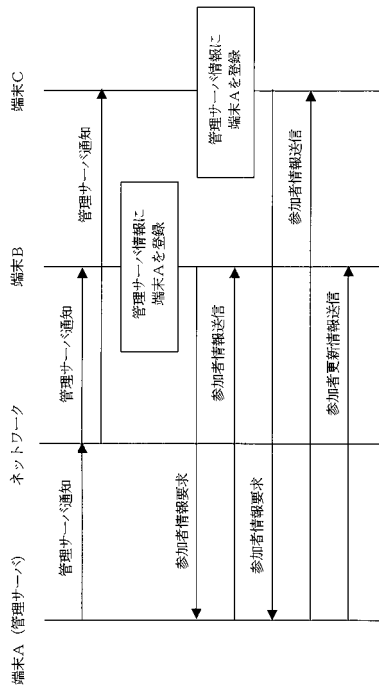 端末A (管理サーバ)
ネットワーク
端末B
端末C
管理サーバ通知
管理サーバ通知
管理サーバ通知
管理サーバ情報に
端末Aを登録
管理サーバ情報に
端末Aを登録
参加者情報要求
参加者情報送信
参加者情報要求
参加者情報送信
参加者更新情報送信